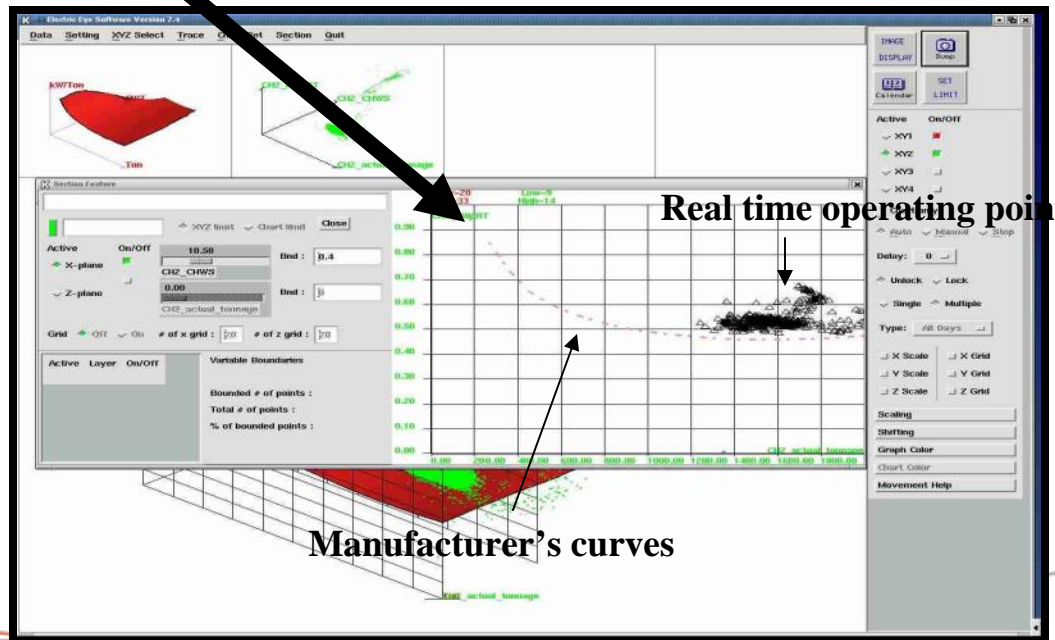 Electric Eye Software Version 7.4
Data Setting XYZ Select Trace Set Section Quit
IMAGE DISPLAY
Dump
Calendar
SET LIMIT
kW/Ton
Ton
CH2_CHWS
CH2_actual_tonnage
Active On/Off
XYZ
XY3
XY4
Section Feature
XYZ limit Chart limit Close
Active On/Off
X-plane
10.58
CH2_CHWS
Bnd : 0.4
Z-plane
0.00
CH2_actual_tonnage
Bnd :
Grid Off On # of x grid : 20 # of z grid : 20
Active Layer On/Off
Variable Boundaries
Bounded # of points :
Total # of points :
% of bounded points :
Low=9
High=14
0.90
0.80
0.70
0.60
0.50
0.40
0.30
0.20
0.10
0.00
CH2_actual_tonnage
0.00 200.00 400.00 600.00 800.00 1000.00 1200.00 1400.00 1600.00 1800.00
Real time operating poin
Auto Manual Stop
Delay: 0
Unlock Lock
Single Multiple
Type: All Days
X Scale X Grid
Y Scale Y Grid
Z Scale Z Grid
Scaling
Shifting
Graph Color
Chart Color
Movement Help
Manufacturer's curves
actual_tonnage